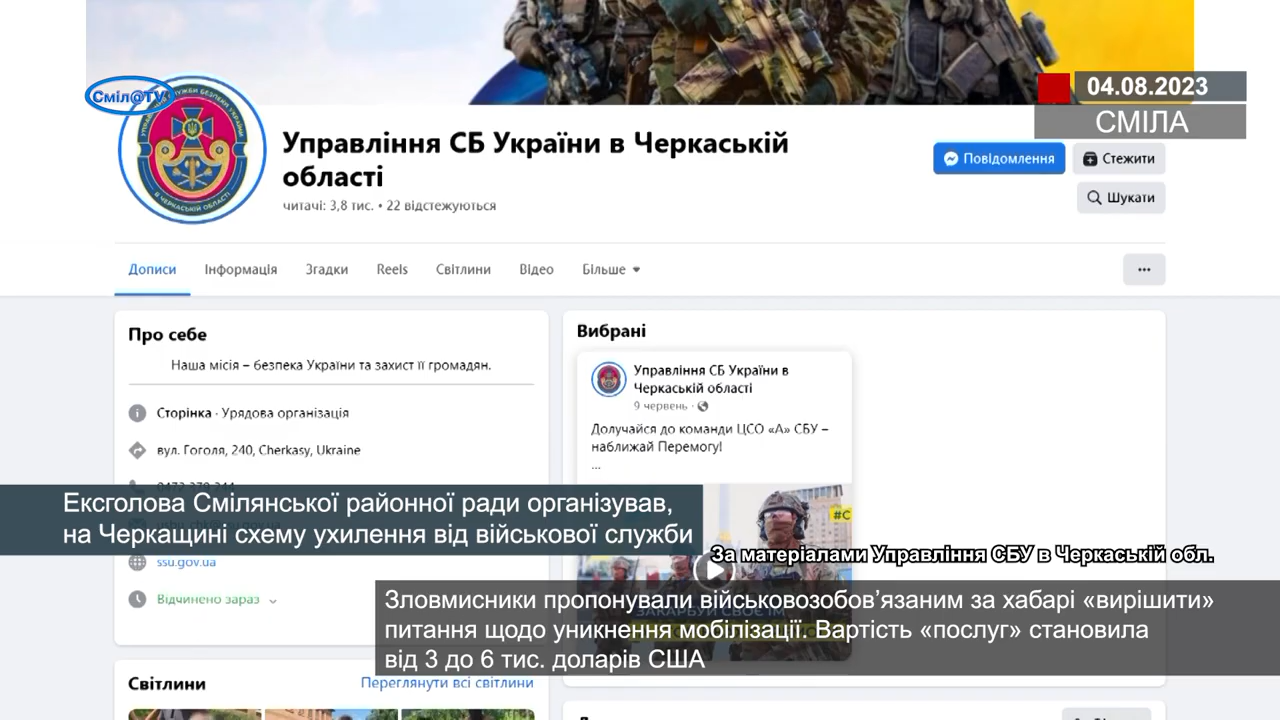 Сміл@TV
04.08.2023
СМІЛА
Управління СБ України в Черкаській
області
читачі: 3,8 тис. • 22 відстежуються
Повідомлення
Стежити
Шукати
Дописи
Інформація
Згадки
Reels
Світлини
Відео
Більше
Про себе
Наша місія – безпека України та захист її громадян.
Сторінка · Урядова організація
вул. Гоголя, 240, Cherkasy, Ukraine
ssu.gov.ua
Відчинено зараз
Вибрані
Управління СБ України в
Черкаській області
9 червень ·
Долучайся до команди ЦСО «А» СБУ –
наближай Перемогу!
...
#С
Ексголова Смілянської районної ради організував,
на Черкащині схему ухилення від військової служби
За матеріалами Управління СБУ в Черкаській обл.
Зловмисники пропонували військовозобов’язаним за хабарі «вирішити»
питання щодо уникнення мобілізації. Вартість «послуг» становила
від 3 до 6 тис. доларів США
Світлини
Переглянути всі світлини